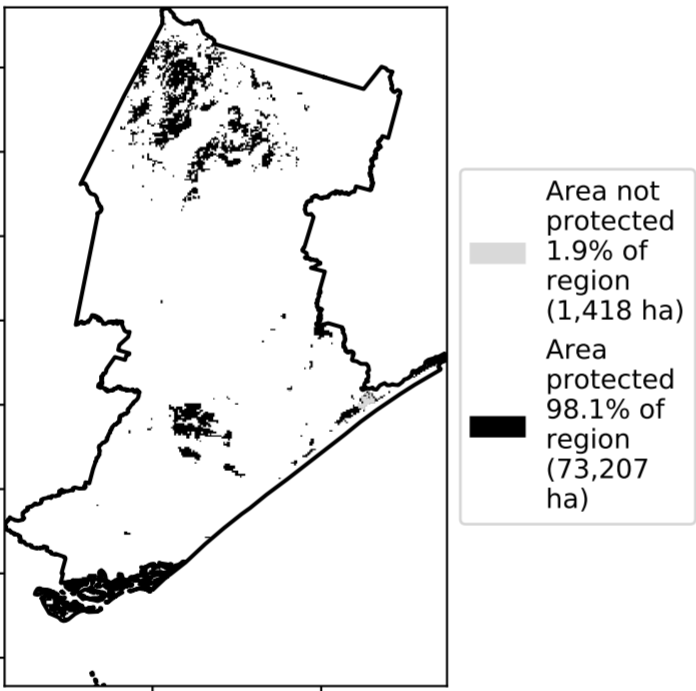 Area not
protected
1.9% of
region
(1,418 ha)
Area
protected
98.1% of
region
(73,207
ha)